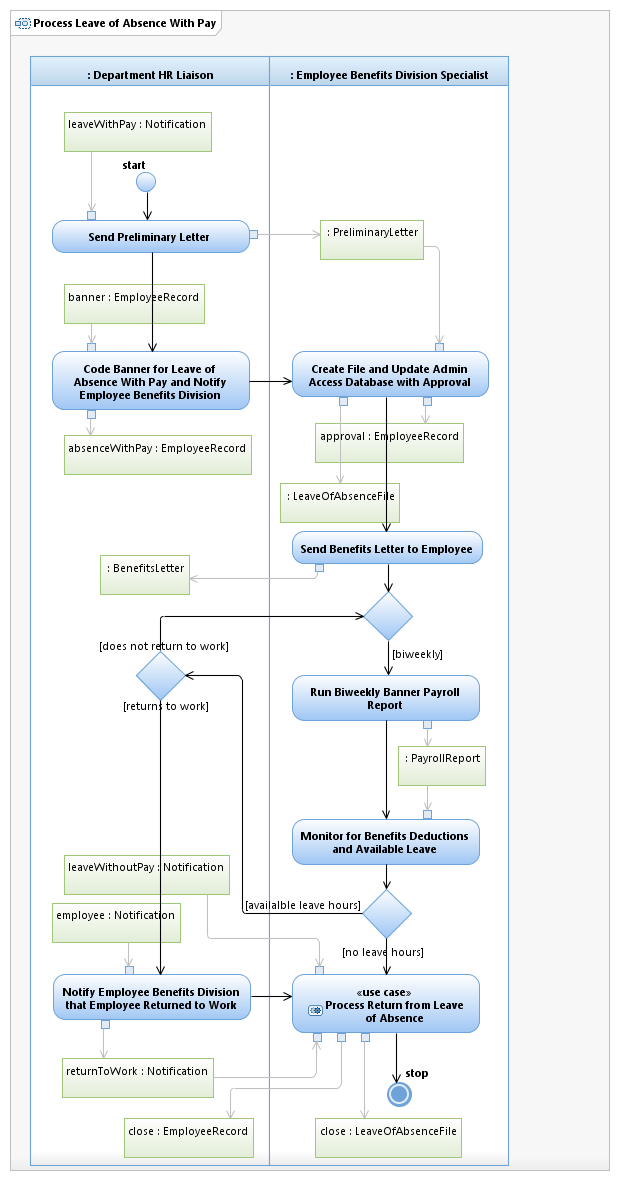 Process Leave of Absence With Pay
: Department HR Liaison
: Employee Benefits Division Specialist
leaveWithPay : Notification
start
Send Preliminary Letter
: PreliminaryLetter
banner : EmployeeRecord
Code Banner for Leave of
Absence With Pay and Notify
Employee Benefits Division
Create File and Update Admin
Access Database with Approval
absenceWithPay : EmployeeRecord
approval : EmployeeRecord
: LeaveOfAbsenceFile
Send Benefits Letter to Employee
: BenefitsLetter
[does not return to work]
[biweekly]
[returns to work]
Run Biweekly Banner Payroll
Report
: PayrollReport
Monitor for Benefits Deductions
and Available Leave
leaveWithoutPay : Notification
[availalble leave hours]
employee : Notification
[no leave hours]
Notify Employee Benefits Division
that Employee Returned to Work
«use case»
Process Return from Leave
of Absence
returnToWork : Notification
stop
close : EmployeeRecord
close : LeaveOfAbsenceFile